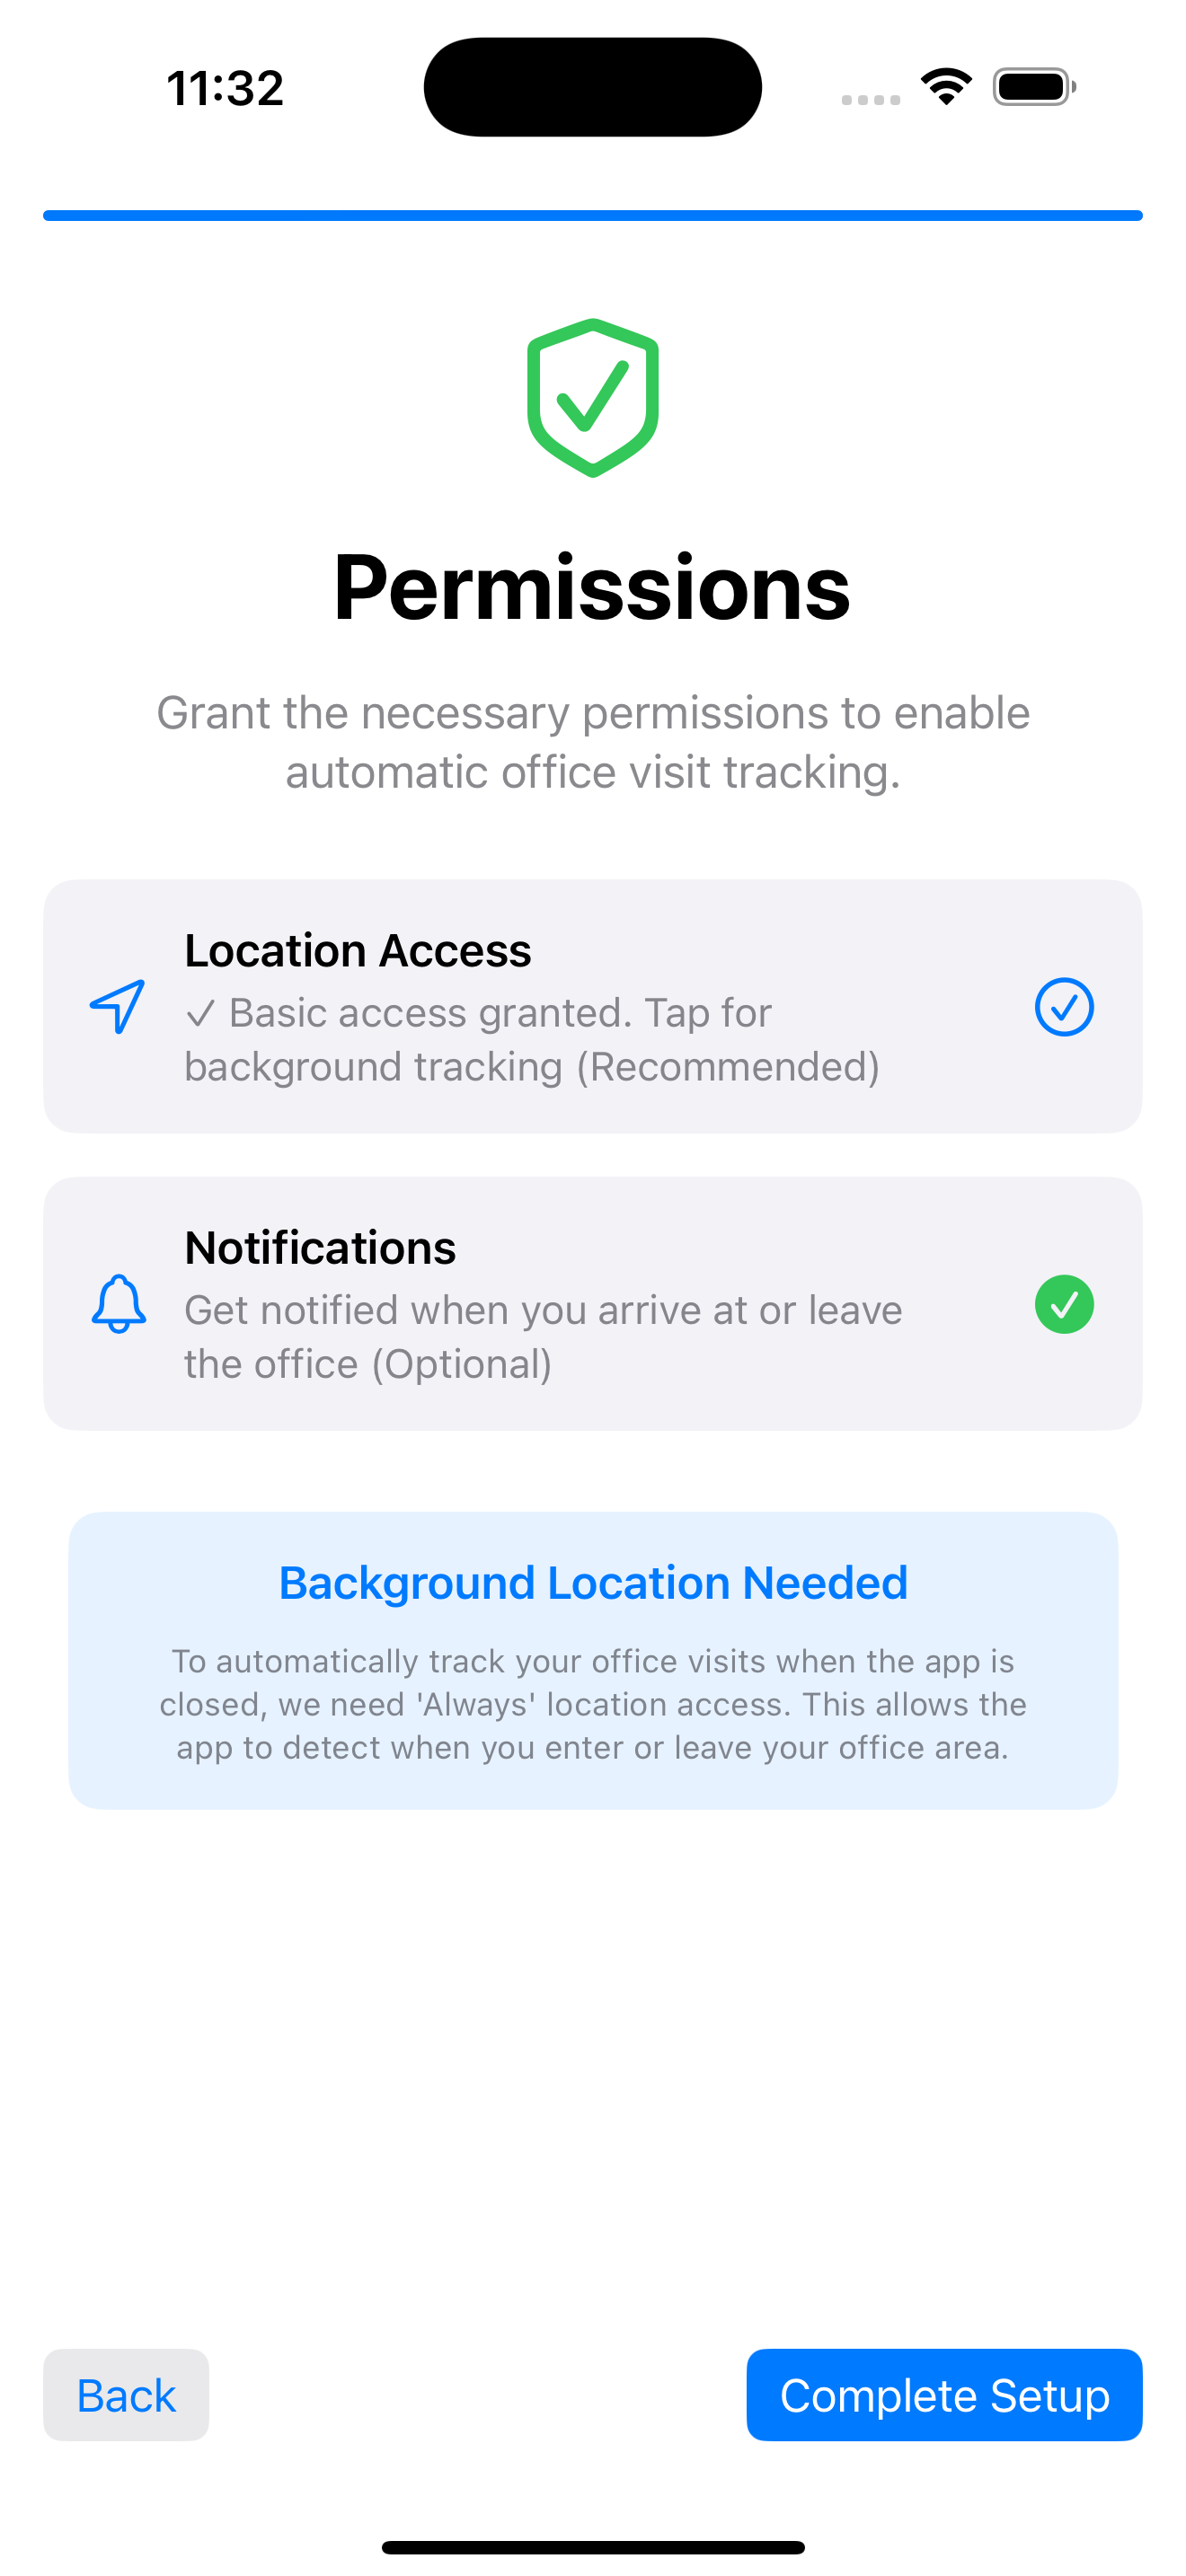 11:32
Permissions
Grant the necessary permissions to enable
automatic office visit tracking.
Location Access
✓ Basic access granted. Tap for
background tracking (Recommended)
Notifications
Get notified when you arrive at or leave
the office (Optional)
Background Location Needed
To automatically track your office visits when the app is
closed, we need 'Always' location access. This allows the
app to detect when you enter or leave your office area.
Back
Complete Setup